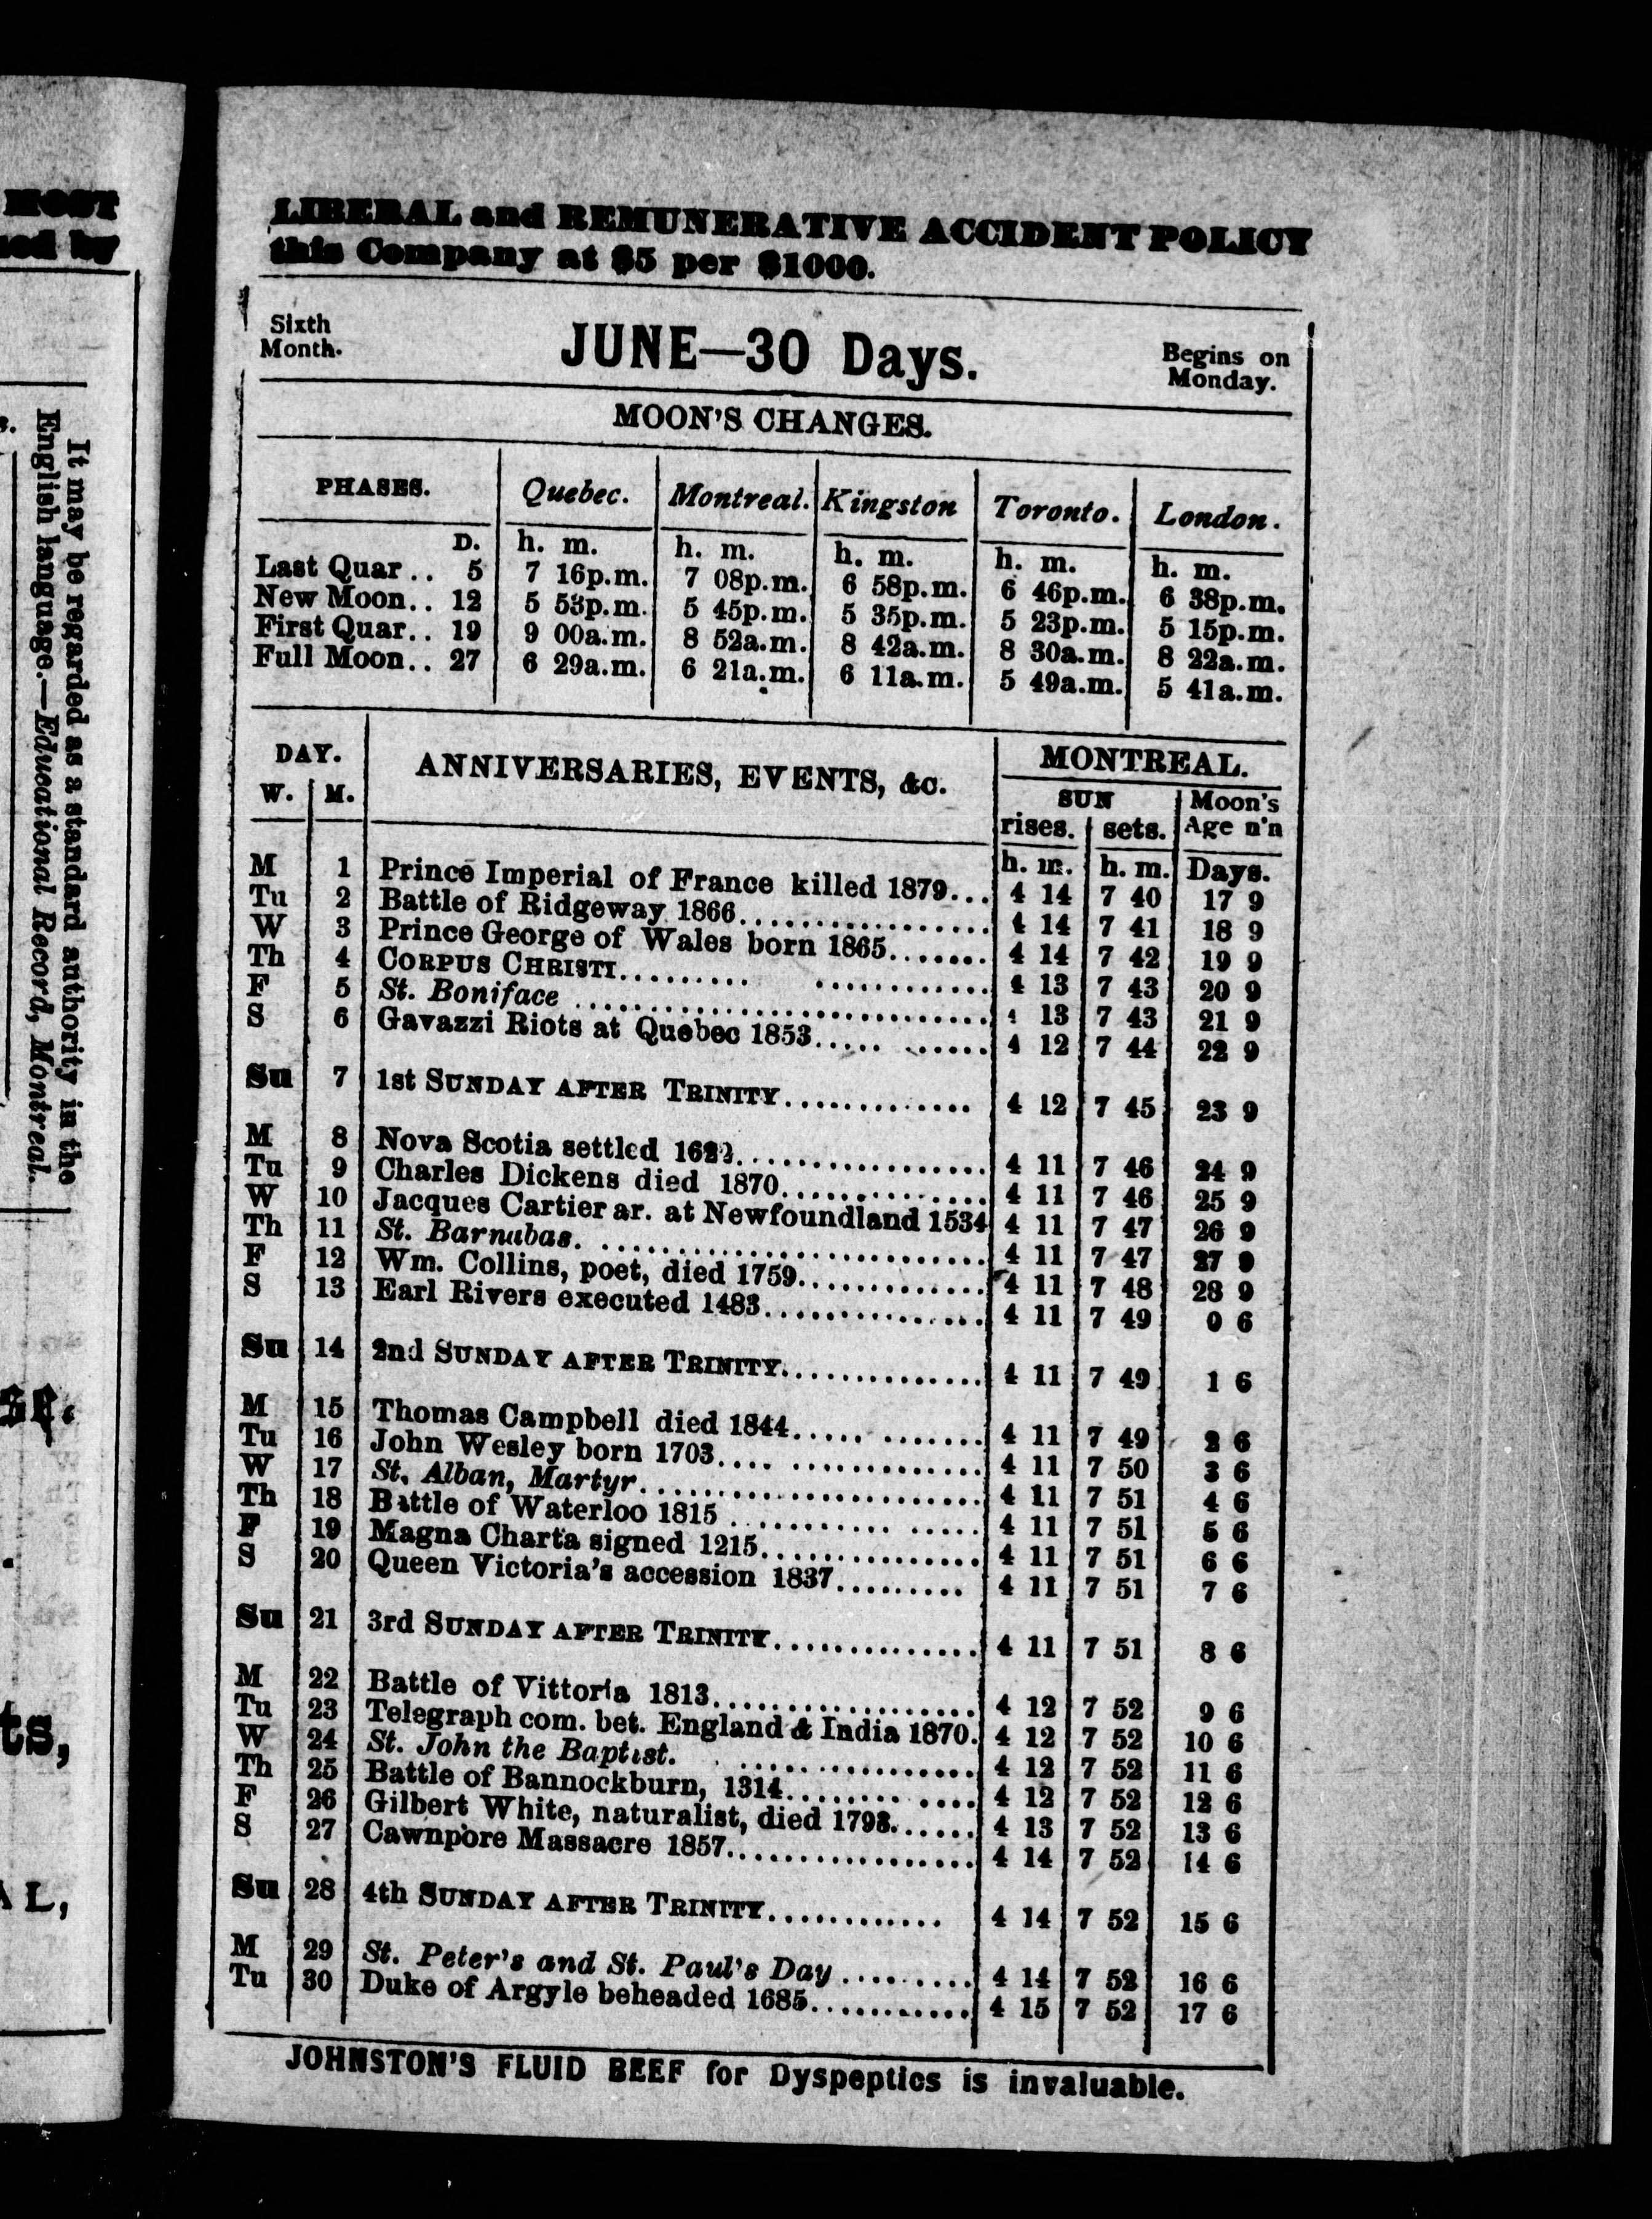 MOST
ued by
It may be regarded as a standard authority in the
English language.—Educational Record, Montreal.
ts,
AL,
LIBERAL and REMUNERATIVE ACCIDENT POLICY
this Company at $5 per $1000.
Sixth Month. JUNE—30 Days. Begins on Monday.
MOON'S CHANGES.
PHASES. Quebec. Montreal. Kingston Toronto. London.
D. h. m. h. m. h. m. h. m. h. m.
Last Quar.. 5 7 16p.m. 7 08p.m. 6 58p.m. 6 46p.m. 6 38p.m.
New Moon.. 12 5 53p.m. 5 45p.m. 5 35p.m. 5 23p.m. 5 15p.m.
First Quar.. 19 9 00a.m. 8 52a.m. 8 42a.m. 8 30a.m. 8 22a.m.
Full Moon.. 27 6 29a.m. 6 21a.m. 6 11a.m. 5 49a.m. 5 41a.m.
DAY. ANNIVERSARIES, EVENTS, &c. MONTREAL.
W. M. SUN Moon's
rises. sets. Age n'n
h. m. h. m. Days.
M 1 Prince Imperial of France killed 1879... 4 14 7 40 17 9
Tu 2 Battle of Ridgeway 1866.................. 4 14 7 41 18 9
W 3 Prince George of Wales born 1865....... 4 14 7 42 19 9
Th 4 CORPUS CHRISTI......... ............ 4 13 7 43 20 9
F 5 St. Boniface .............................. 4 13 7 43 21 9
S 6 Gavazzi Riots at Quebec 1853..... ...... 4 12 7 44 22 9
Su 7 1st SUNDAY AFTER TRINITY.............. 4 12 7 45 23 9
M 8 Nova Scotia settled .................. 4 11 7 46 24 9
Tu 9 Charles Dickens died 1870............... 4 11 7 46 25 9
W 10 Jacques Cartier ar. at Newfoundland 1534 4 11 7 47 26 9
Th 11 St. Barnabas. ........................... 4 11 7 47 27 9
F 12 Wm. Collins, poet, died 1759............. 4 11 7 48 28 9
S 13 Earl Rivers executed 1483................ 4 11 7 49 0 6
Su 14 2nd SUNDAY AFTER TRINITY............... 4 11 7 49 1 6
M 15 Thomas Campbell died 1844..... ....... 4 11 7 49 2 6
Tu 16 John Wesley born 1703.... ............. 4 11 7 50 3 6
W 17 St. Alban, Martyr........................ 4 11 7 51 4 6
Th 18 Battle of Waterloo 1815 ............ ..... 4 11 7 51 5 6
F 19 Magna Charta signed 1215................ 4 11 7 51 6 6
S 20 Queen Victoria's accession 1837......... 4 11 7 51 7 6
Su 21 3rd SUNDAY AFTER TRINITY.............. 4 11 7 51 8 6
M 22 Battle of Vittoria 1813................... 4 12 7 52 9 6
Tu 23 Telegraph com. bet. England & India 1870. 4 12 7 52 10 6
W 24 St. John the Baptist. ................. 4 12 7 52 11 6
Th 25 Battle of Bannockburn, 1314........ .... 4 12 7 52 12 6
F 26 Gilbert White, naturalist, died 1793...... 4 13 7 52 13 6
S 27 Cawnpore Massacre 1857.................. 4 14 7 52 14 6
Su 28 4th SUNDAY AFTER TRINITY............ 4 14 7 52 15 6
M 29 St. Peter's and St. Paul's Day ......... 4 14 7 52 16 6
Tu 30 Duke of Argyle beheaded 1685............ 4 15 7 52 17 6
JOHNSTON'S FLUID BEEF for Dyspeptics is invaluable.